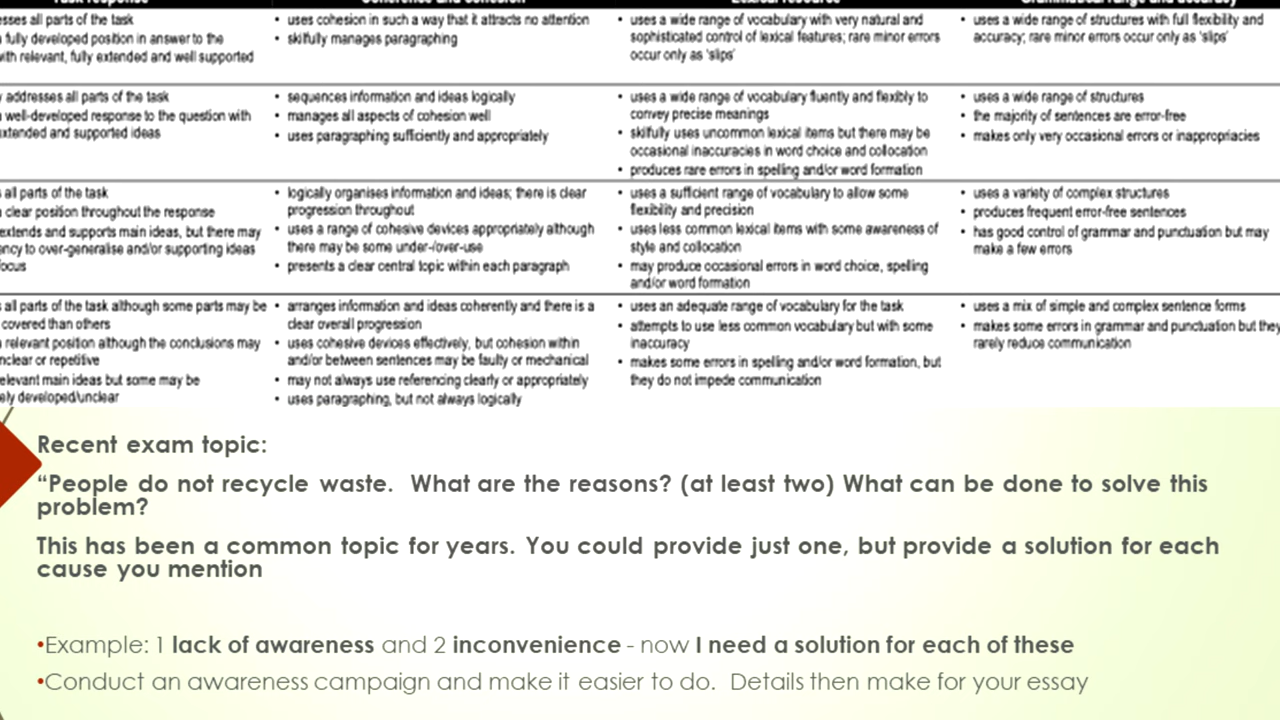 Task response
Coherence and cohesion
Lexical resource
Grammatical range and accuracy
esses all parts of the task
fully developed position in answer to the
with relevant, fully extended and well supported
• uses cohesion in such a way that it attracts no attention
• skilfully manages paragraphing
• uses a wide range of vocabulary with very natural and
sophisticated control of lexical features; rare minor errors
occur only as 'slips'
• uses a wide range of structures with full flexibility and
accuracy; rare minor errors occur only as 'slips'
addresses all parts of the task
well-developed response to the question with
extended and supported ideas
• sequences information and ideas logically
• manages all aspects of cohesion well
• uses paragraphing sufficiently and appropriately
• uses a wide range of vocabulary fluently and flexibly to
convey precise meanings
• skilfully uses uncommon lexical items but there may be
occasional inaccuracies in word choice and collocation
• produces rare errors in spelling and/or word formation
• uses a wide range of structures
• the majority of sentences are error-free
• makes only very occasional errors or inappropriacies
all parts of the task
clear position throughout the response
extends and supports main ideas, but there may
ency to over-generalise and/or supporting ideas
focus
• logically organises information and ideas; there is clear
progression throughout
• uses a range of cohesive devices appropriately although
there may be some under-/over-use
• presents a clear central topic within each paragraph
• uses a sufficient range of vocabulary to allow some
flexibility and precision
• uses less common lexical items with some awareness of
style and collocation
• may produce occasional errors in word choice, spelling
and/or word formation
• uses a variety of complex structures
• produces frequent error-free sentences
• has good control of grammar and punctuation but may
make a few errors
all parts of the task although some parts may be
covered than others
relevant position although the conclusions may
nclear or repetitive
relevant main ideas but some may be
ely developed/unclear
• arranges information and ideas coherently and there is a
clear overall progression
• uses cohesive devices effectively, but cohesion within
and/or between sentences may be faulty or mechanical
• may not always use referencing clearly or appropriately
• uses paragraphing, but not always logically
• uses an adequate range of vocabulary for the task
• attempts to use less common vocabulary but with some
inaccuracy
• makes some errors in spelling and/or word formation, but
they do not impede communication
• uses a mix of simple and complex sentence forms
• makes some errors in grammar and punctuation but they
rarely reduce communication
Recent exam topic:
“People do not recycle waste. What are the reasons? (at least two) What can be done to solve this
problem?
This has been a common topic for years. You could provide just one, but provide a solution for each
cause you mention
•Example: 1 lack of awareness and 2 inconvenience - now I need a solution for each of these
•Conduct an awareness campaign and make it easier to do. Details then make for your essay